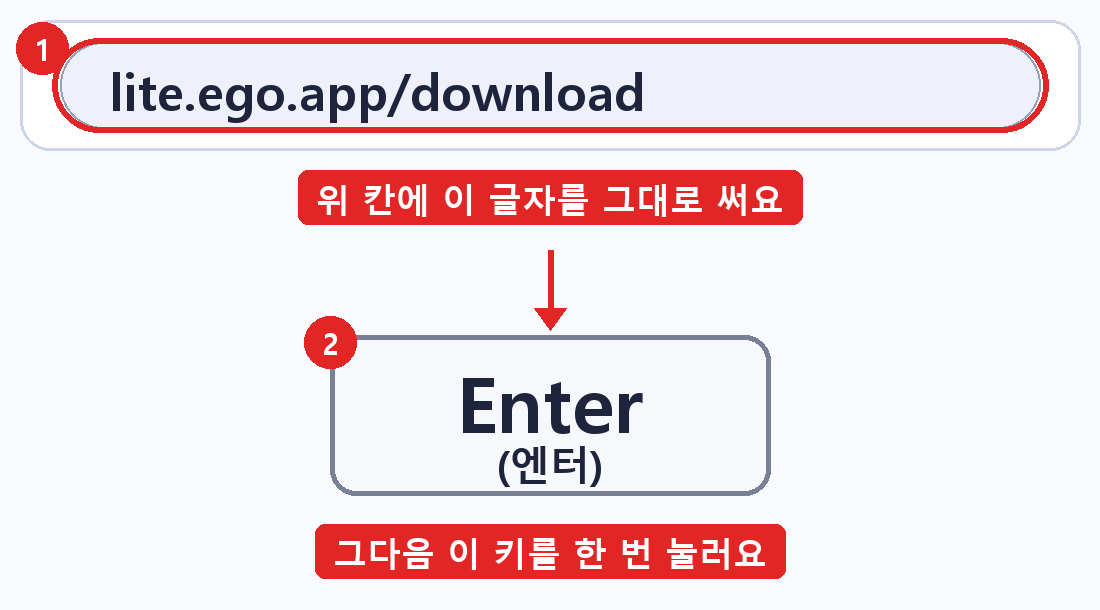 1
lite.ego.app/download
위 칸에 이 글자를 그대로 써요
2
Enter
(엔터)
그다음 이 키를 한 번 눌러요